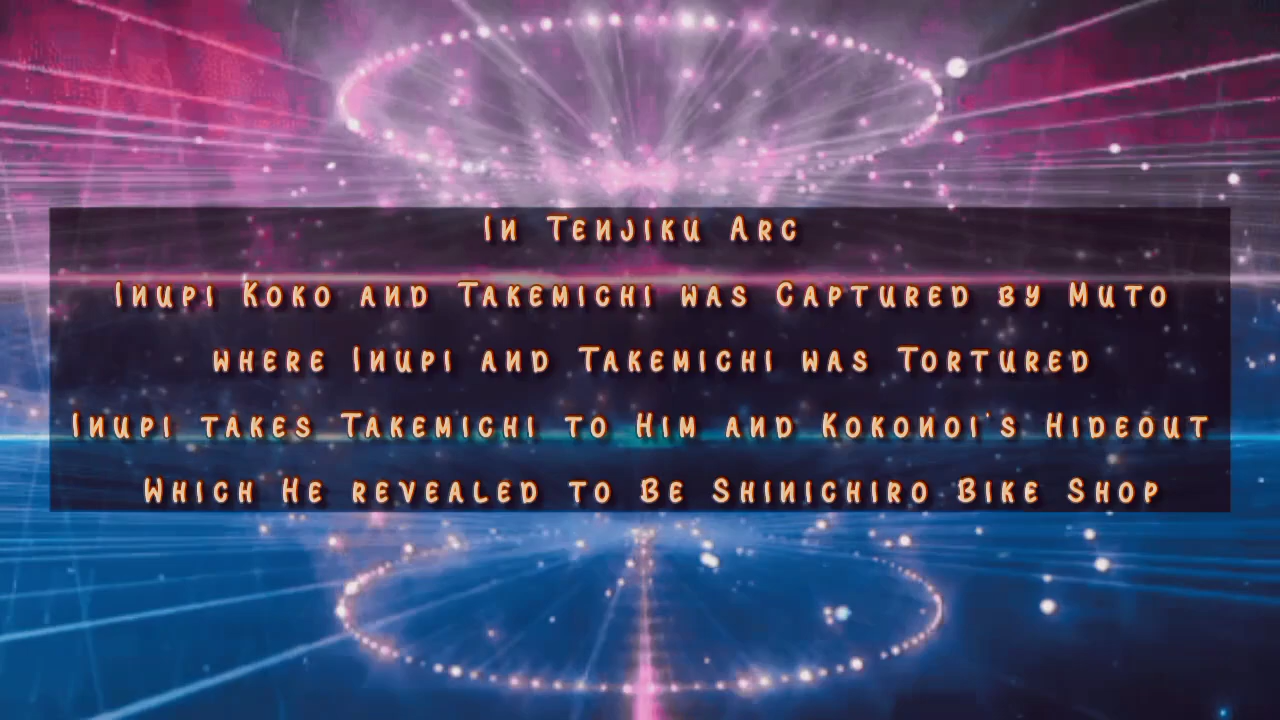 In Tenjiku Arc
Inupi Koko and Takemichi was Captured by Muto
where Inupi and Takemichi was Tortured
Inupi takes Takemichi to Him and Kokonoi's Hideout
Which He revealed to Be Shinichiro Bike Shop